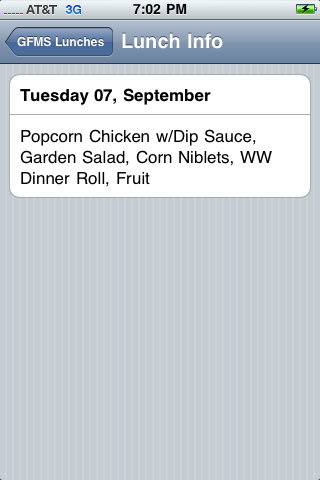 AT&T 3G 7:02 PM
GFMS Lunches Lunch Info
Tuesday 07, September
Popcorn Chicken w/Dip Sauce,
Garden Salad, Corn Niblets, WW
Dinner Roll, Fruit